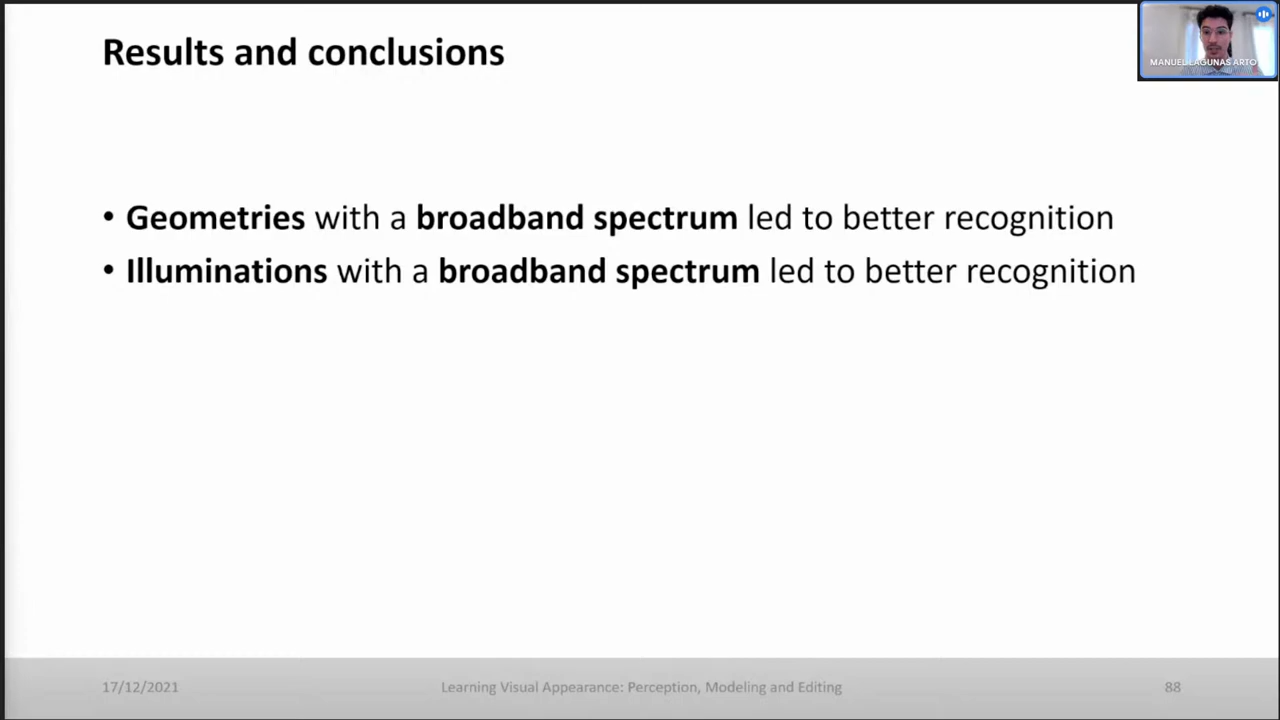 Results and conclusions
MANUEL LAGUNAS ARTO
• Geometries with a broadband spectrum led to better recognition
• Illuminations with a broadband spectrum led to better recognition
17/12/2021
Learning Visual Appearance: Perception, Modeling and Editing
88